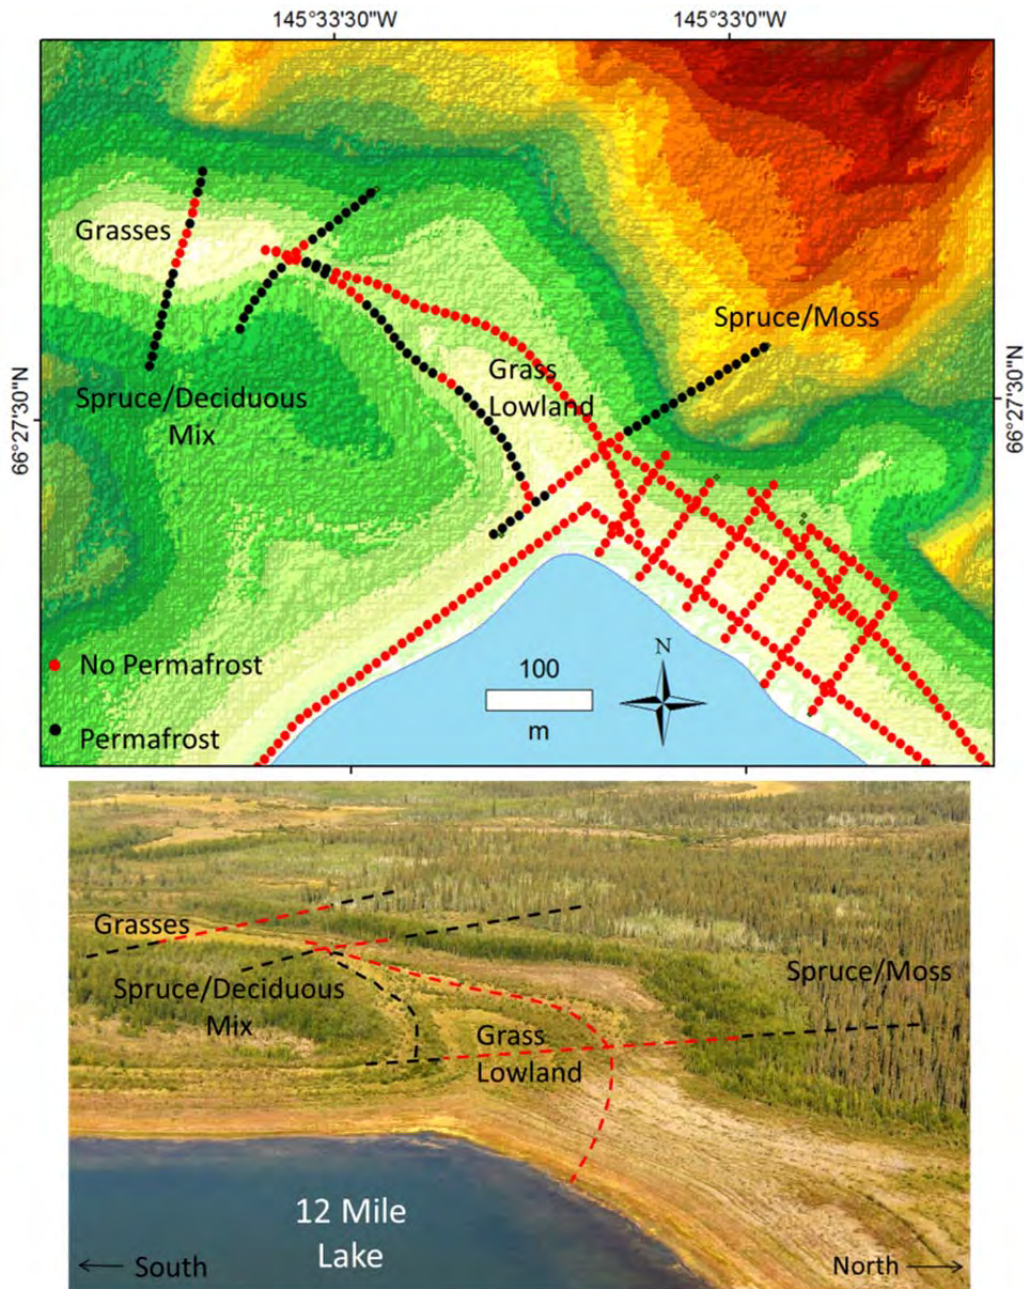 145°33'30"W
145°33'0"W
Grasses
Spruce/Moss
Grass
Lowland
Spruce/Deciduous
Mix
66°27'30"N
66°27'30"N
No Permafrost
Permafrost
100
m
N
Grasses
Spruce/Deciduous
Mix
Spruce/Moss
Grass
Lowland
12 Mile
Lake
← South
North →